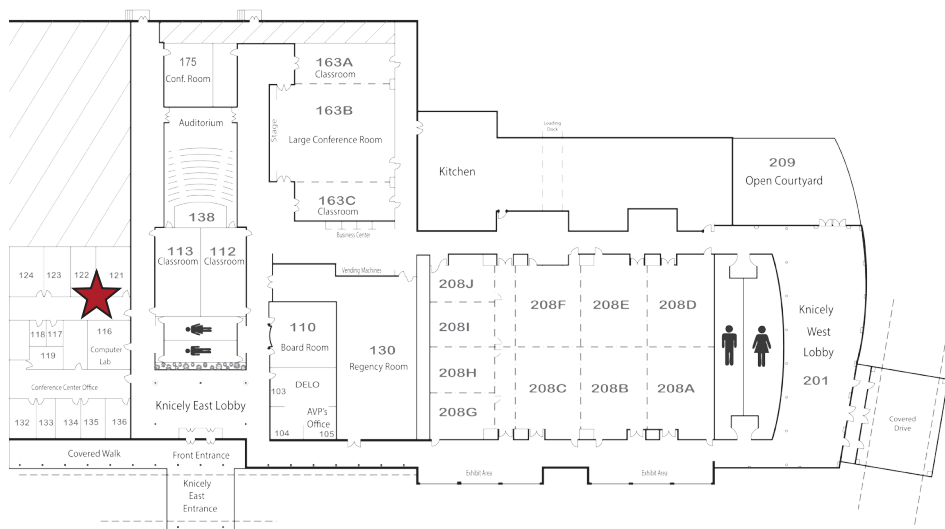 175
Conf. Room
163A
Classroom
Auditorium
Stage
163B
Large Conference Room
Loading
Dock
Kitchen
209
Open Courtyard
163C
Classroom
138
Business Center
113
Classroom
112
Classroom
124
123
122
121
Vending Machines
208J
208F
208E
208D
208I
118
117
116
Computer
Lab
119
110
Board Room
130
Regency Room
Knicely
West
Lobby
201
Conference Center Office
103
DELO
208H
208C
208B
208A
208G
Knicely East Lobby
AVP's
Office
104
105
132
133
134
135
136
Covered
Drive
Covered Walk
Front Entrance
Exhibit Area
Exhibit Area
Knicely
East
Entrance